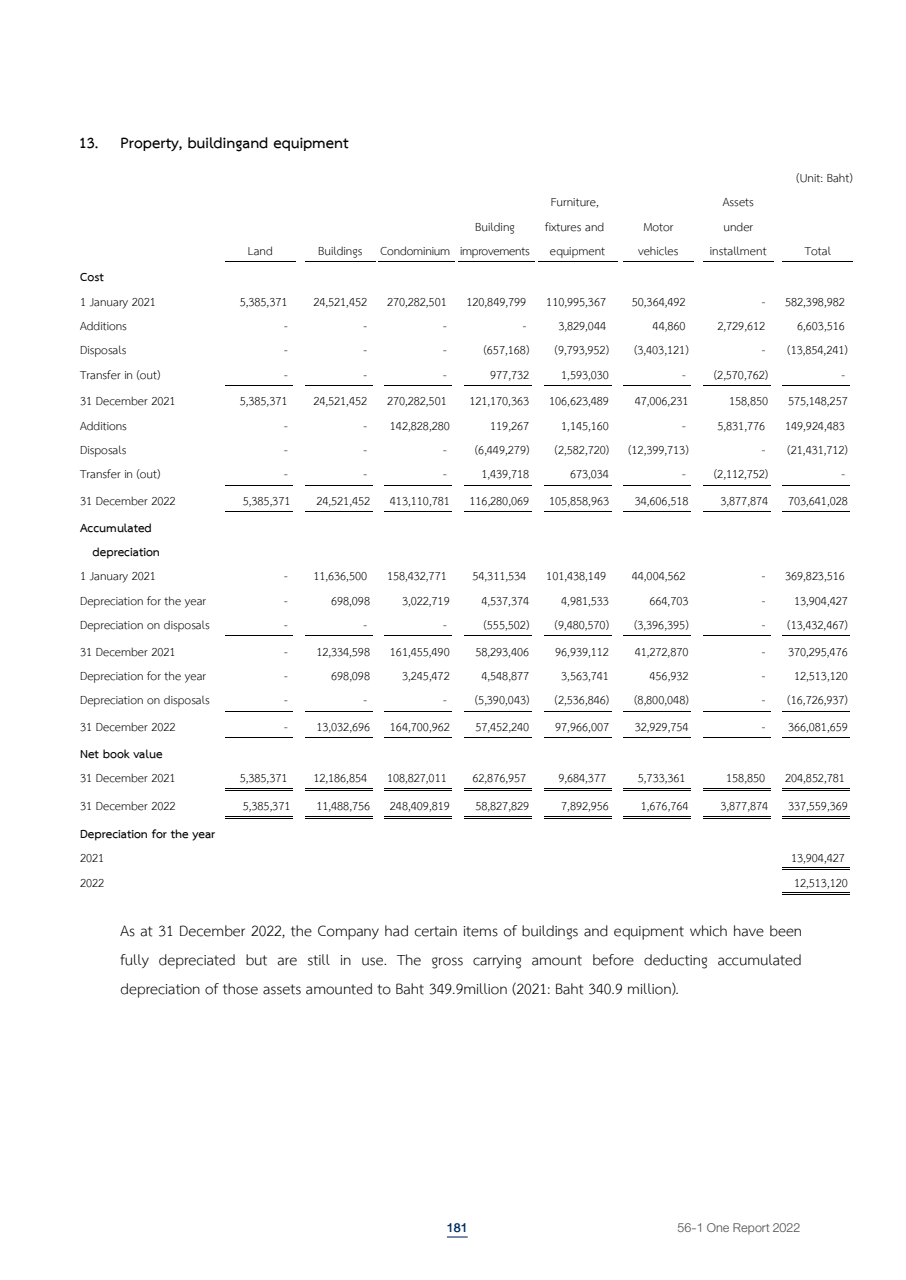 13. Property, buildingand equipment
(Unit: Baht)
Furniture, Assets
Building fixtures and Motor under
Land Buildings Condominium improvements equipment vehicles installment Total
Cost
1 January 2021 5,385,371 24,521,452 270,282,501 120,849,799 110,995,367 50,364,492 - 582,398,982
Additions - - - - 3,829,044 44,860 2,729,612 6,603,516
Disposals - - - (657,168) (9,793,952) (3,403,121) - (13,854,241)
Transfer in (out) - - - 977,732 1,593,030 - (2,570,762) -
31 December 2021 5,385,371 24,521,452 270,282,501 121,170,363 106,623,489 47,006,231 158,850 575,148,257
Additions - - 142,828,280 119,267 1,145,160 - 5,831,776 149,924,483
Disposals - - - (6,449,279) (2,582,720) (12,399,713) - (21,431,712)
Transfer in (out) - - - 1,439,718 673,034 - (2,112,752) -
31 December 2022 5,385,371 24,521,452 413,110,781 116,280,069 105,858,963 34,606,518 3,877,874 703,641,028
Accumulated
depreciation
1 January 2021 - 11,636,500 158,432,771 54,311,534 101,438,149 44,004,562 - 369,823,516
Depreciation for the year - 698,098 3,022,719 4,537,374 4,981,533 664,703 - 13,904,427
Depreciation on disposals - - - (555,502) (9,480,570) (3,396,395) - (13,432,467)
31 December 2021 - 12,334,598 161,455,490 58,293,406 96,939,112 41,272,870 - 370,295,476
Depreciation for the year - 698,098 3,245,472 4,548,877 3,563,741 456,932 - 12,513,120
Depreciation on disposals - - - (5,390,043) (2,536,846) (8,800,048) - (16,726,937)
31 December 2022 - 13,032,696 164,700,962 57,452,240 97,966,007 32,929,754 - 366,081,659
Net book value
31 December 2021 5,385,371 12,186,854 108,827,011 62,876,957 9,684,377 5,733,361 158,850 204,852,781
31 December 2022 5,385,371 11,488,756 248,409,819 58,827,829 7,892,956 1,676,764 3,877,874 337,559,369
Depreciation for the year
2021 13,904,427
2022 12,513,120
As at 31 December 2022, the Company had certain items of buildings and equipment which have been
fully depreciated but are still in use. The gross carrying amount before deducting accumulated
depreciation of those assets amounted to Baht 349.9million (2021: Baht 340.9 million).
181 56-1 One Report 2022